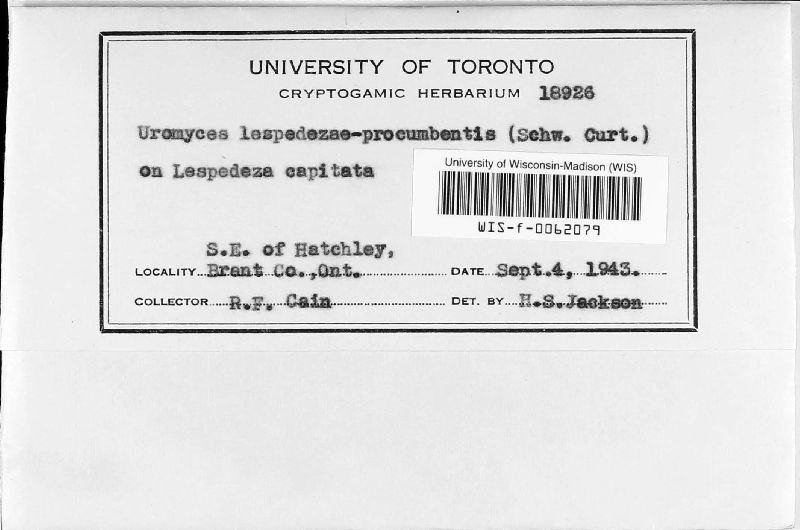 UNIVERSITY OF TORONTO
CRYPTOGAMIC HERBARIUM 18926
Uromyces lespedezae-procumbentis (Schw. Curt.)
on Lespedeza capitata
University of Wisconsin-Madison (WIS)
WIS-f-0062079
S.E. of Hatchley,
LOCALITY Brant Co.,Ont. DATE Sept.4, 1943.
COLLECTOR R.F. Cain DET. BY H.S.Jackson